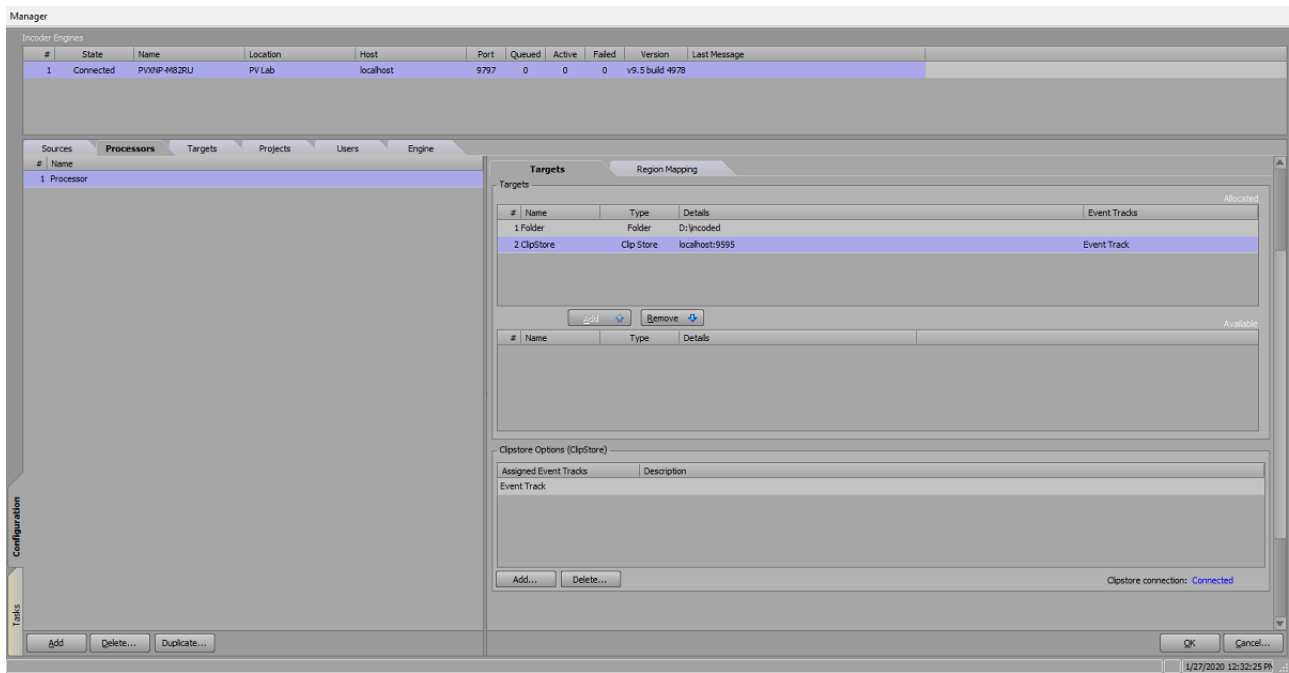 Manager
Incoder Engines
# State Name Location Host Port Queued Active Failed Version Last Message
1 Connected PVXNP-M82RU PV Lab localhost 9797 0 0 0 v9.5 build 4978
Sources Processors Targets Projects Users Engine
# Name
1 Processor
Targets Region Mapping
Targets
Allocated
# Name Type Details Event Tracks
1 Folder Folder D:\incoded
2 ClipStore Clip Store localhost:9595 Event Track
Add Remove
Available
# Name Type Details
Clipstore Options (ClipStore)
Assigned Event Tracks Description
Event Track
Configuration
Add... Delete... Clipstore connection: Connected
Tasks
Add Delete... Duplicate... OK Cancel...
1/27/2020 12:32:25 PM